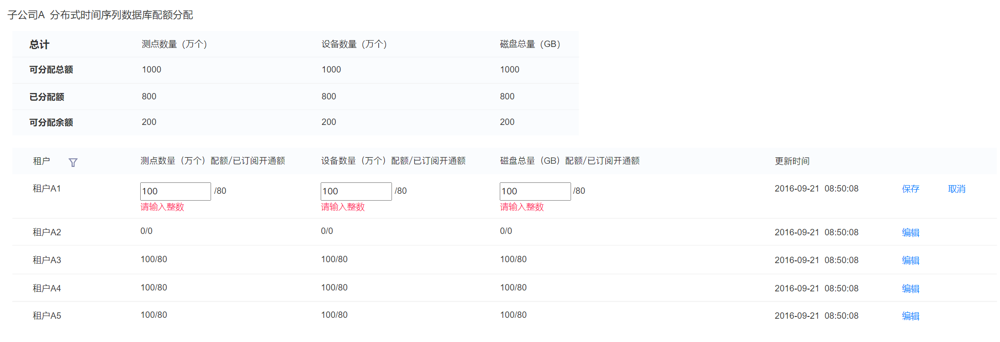 子公司A 分布式时间序列数据库配额分配
总计 测点数量（万个） 设备数量（万个） 磁盘总量（GB）
可分配总额 1000 1000 1000
已分配额 800 800 800
可分配余额 200 200 200
租户 测点数量（万个）配额/已订阅开通额 设备数量（万个）配额/已订阅开通额 磁盘总量（GB）配额/已订阅开通额 更新时间
租户A1 100 /80 100 /80 100 /80 2016-09-21 08:50:08 保存 取消
请输入整数 请输入整数 请输入整数
租户A2 0/0 0/0 0/0 2016-09-21 08:50:08 编辑
租户A3 100/80 100/80 100/80 2016-09-21 08:50:08 编辑
租户A4 100/80 100/80 100/80 2016-09-21 08:50:08 编辑
租户A5 100/80 100/80 100/80 2016-09-21 08:50:08 编辑